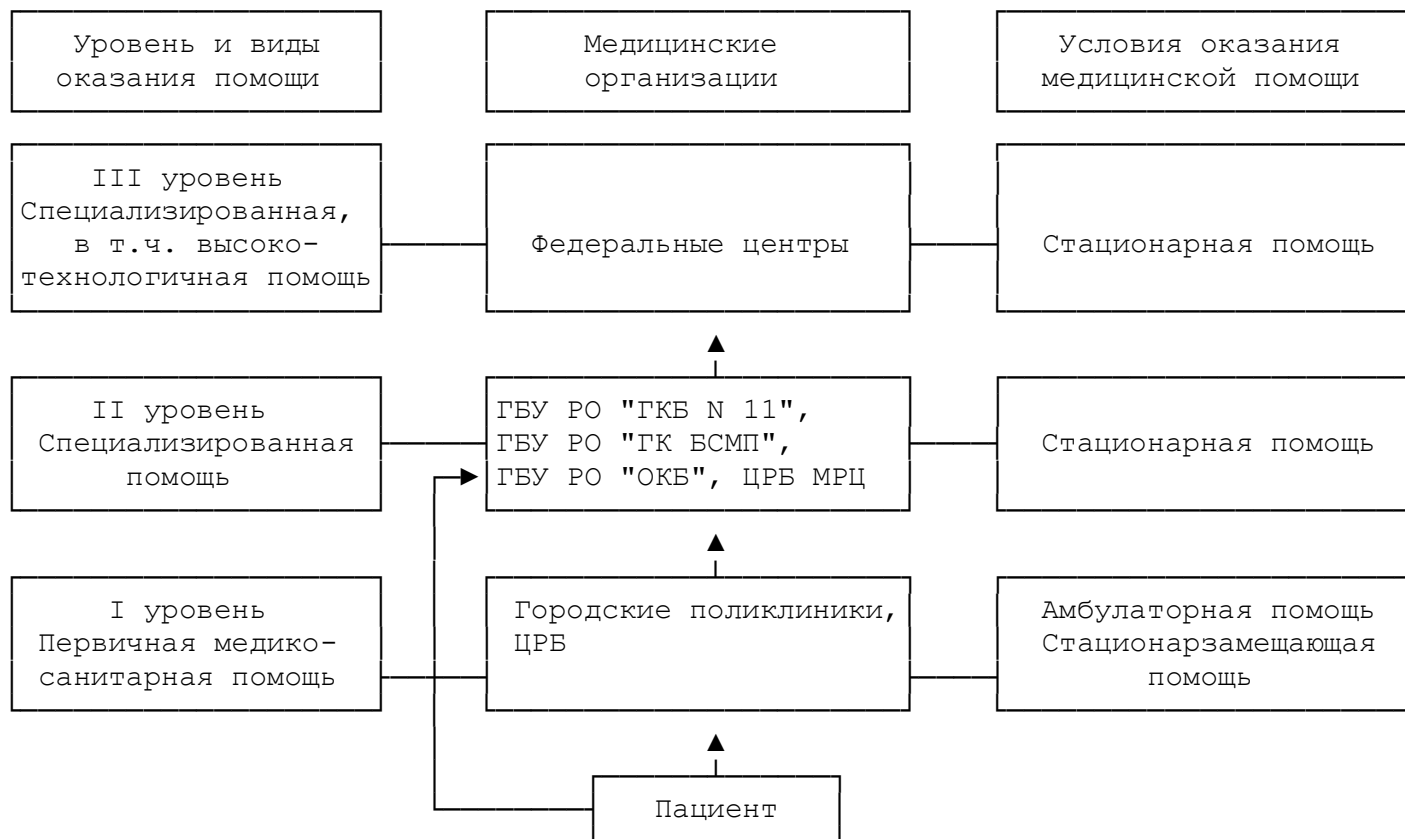 Уровень и виды
оказания помощи
Медицинские
организации
Условия оказания
медицинской помощи
III уровень
Специализированная,
в т.ч. высоко-
технологичная помощь
Федеральные центры
Стационарная помощь
II уровень
Специализированная
помощь
ГБУ РО "ГКБ N 11",
ГБУ РО "ГК БСМП",
ГБУ РО "ОКБ", ЦРБ МРЦ
Стационарная помощь
I уровень
Первичная медико-
санитарная помощь
Городские поликлиники,
ЦРБ
Амбулаторная помощь
Стационарзамещающая
помощь
Пациент